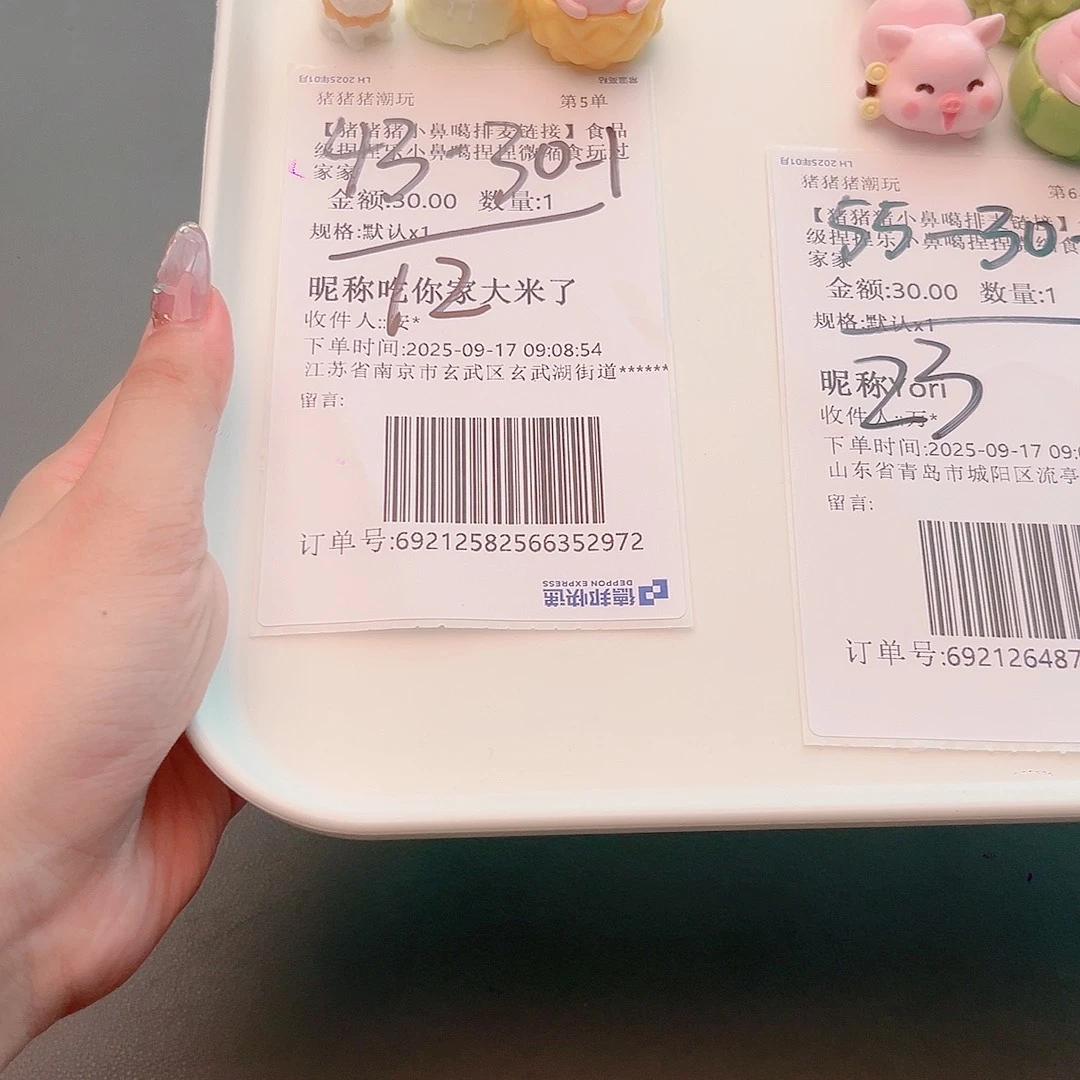 LH 2025年01月
常温荧粘
猪猪猪潮玩 第5单
【猪猪猪小鼻噶排麦链接】食品
级捏捏乐小鼻噶捏捏微缩食玩过
家家
43-30-1
金额:30.00 数量:1
规格:默认x1
12
昵称吃你家大米了
收件人::安*
下单时间:2025-09-17 09:08:54
江苏省南京市玄武区玄武湖街道******
留言:
订单号:69212582566352972
德邦快递
DEPPON EXPRESS
LH 2025年01月
猪猪猪潮玩 第6
【猪猪猪小鼻噶排麦链接】
级捏捏乐小鼻噶捏捏微缩食
家家
55-30-
金额:30.00 数量:1
规格:默认x1
23
昵称Yori
收件人::万*
下单时间:2025-09-17 09:
山东省青岛市城阳区流亭
留言:
订单号:692126487